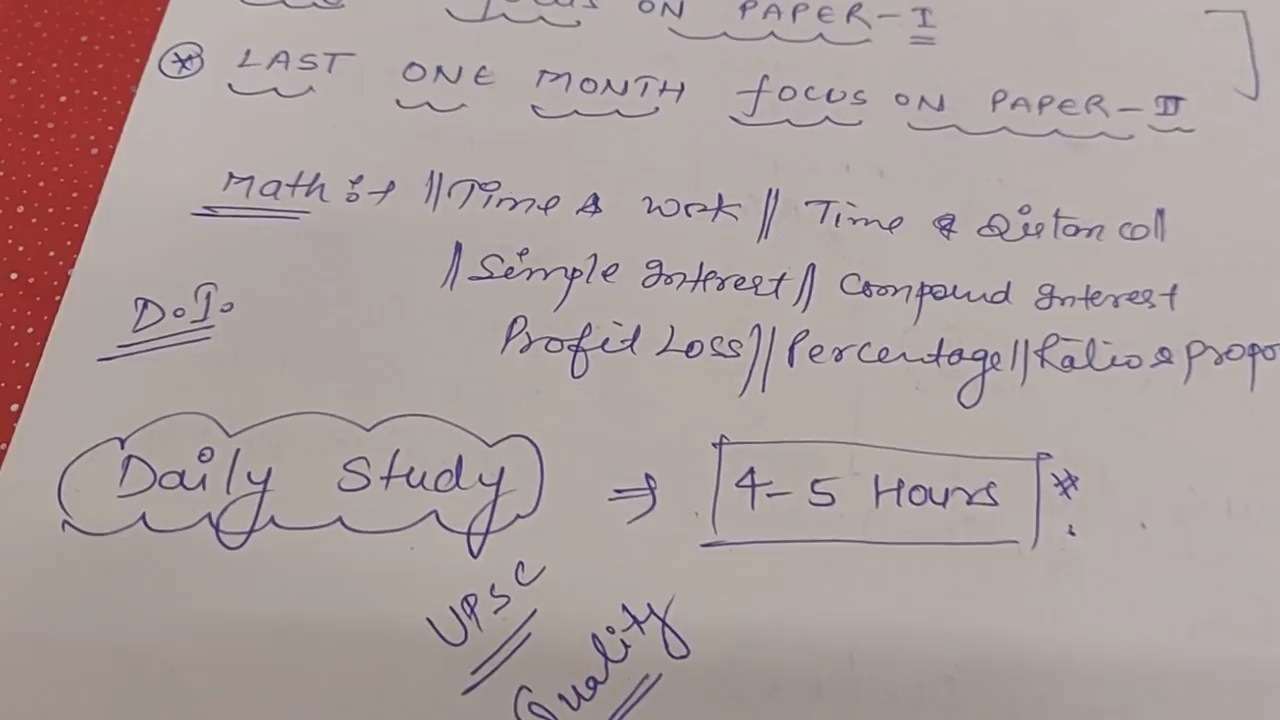 focus ON PAPER-I
* LAST ONE MONTH focus ON PAPER-II
Math :→ || Time & work || Time & Distance ||
|| Simple Interest || Compound Interest
D.I.
Profit Loss || Percentage || Ratio & propo
Daily Study ⇒ 4-5 Hours *
UPSC
Quality